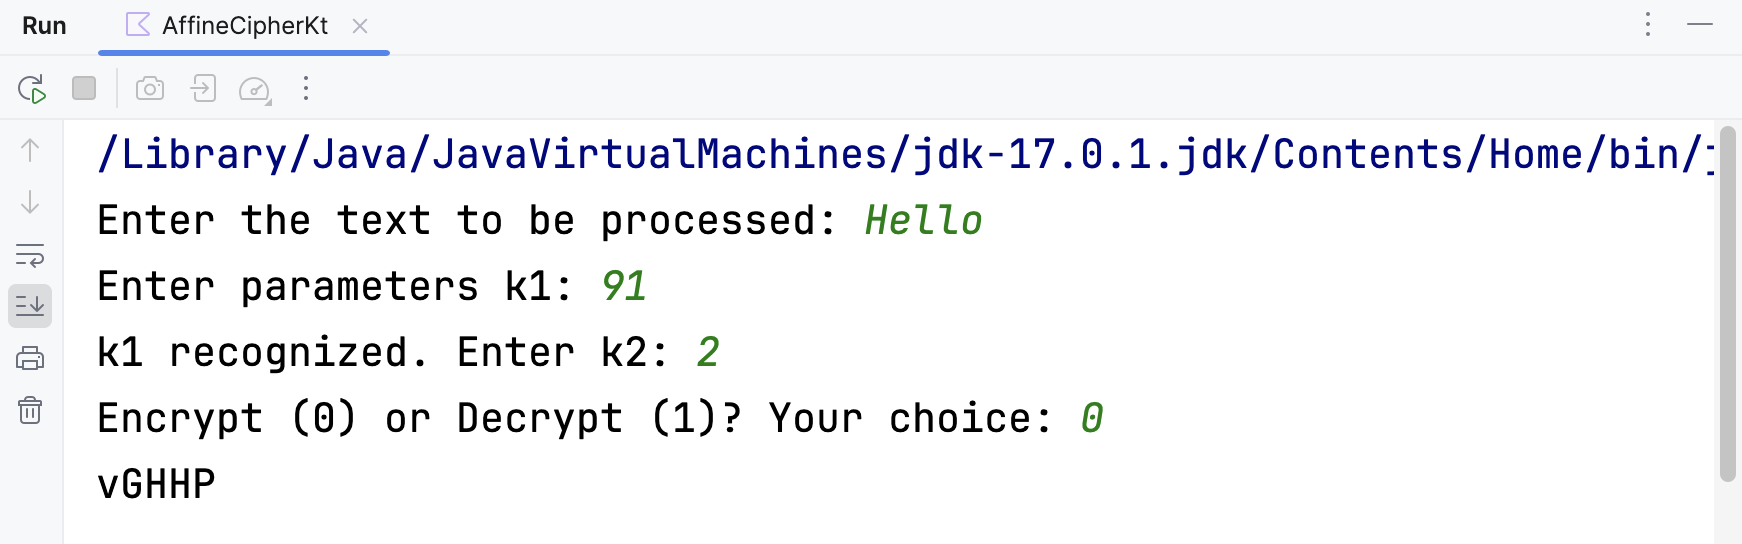 Run AffineCipherKt
/Library/Java/JavaVirtualMachines/jdk-17.0.1.jdk/Contents/Home/bin/j
Enter the text to be processed: Hello
Enter parameters k1: 91
k1 recognized. Enter k2: 2
Encrypt (0) or Decrypt (1)? Your choice: 0
vGHHP